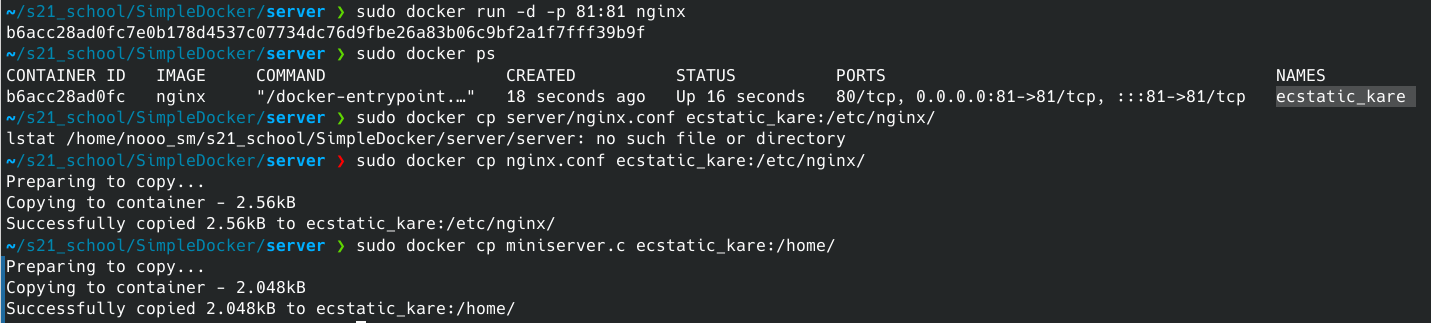 ~/s21_school/SimpleDocker/server ❯ sudo docker run -d -p 81:81 nginx
b6acc28ad0fc7e0b178d4537c07734dc76d9fbe26a83b06c9bf2a1f7fff39b9f
~/s21_school/SimpleDocker/server ❯ sudo docker ps
CONTAINER ID   IMAGE     COMMAND                  CREATED          STATUS          PORTS                                       NAMES
b6acc28ad0fc   nginx     "/docker-entrypoint.…"   18 seconds ago   Up 16 seconds   80/tcp, 0.0.0.0:81->81/tcp, :::81->81/tcp   ecstatic_kare
~/s21_school/SimpleDocker/server ❯ sudo docker cp server/nginx.conf ecstatic_kare:/etc/nginx/
lstat /home/nooo_sm/s21_school/SimpleDocker/server/server: no such file or directory
~/s21_school/SimpleDocker/server ❯ sudo docker cp nginx.conf ecstatic_kare:/etc/nginx/
Preparing to copy...
Copying to container - 2.56kB
Successfully copied 2.56kB to ecstatic_kare:/etc/nginx/
~/s21_school/SimpleDocker/server ❯ sudo docker cp miniserver.c ecstatic_kare:/home/
Preparing to copy...
Copying to container - 2.048kB
Successfully copied 2.048kB to ecstatic_kare:/home/